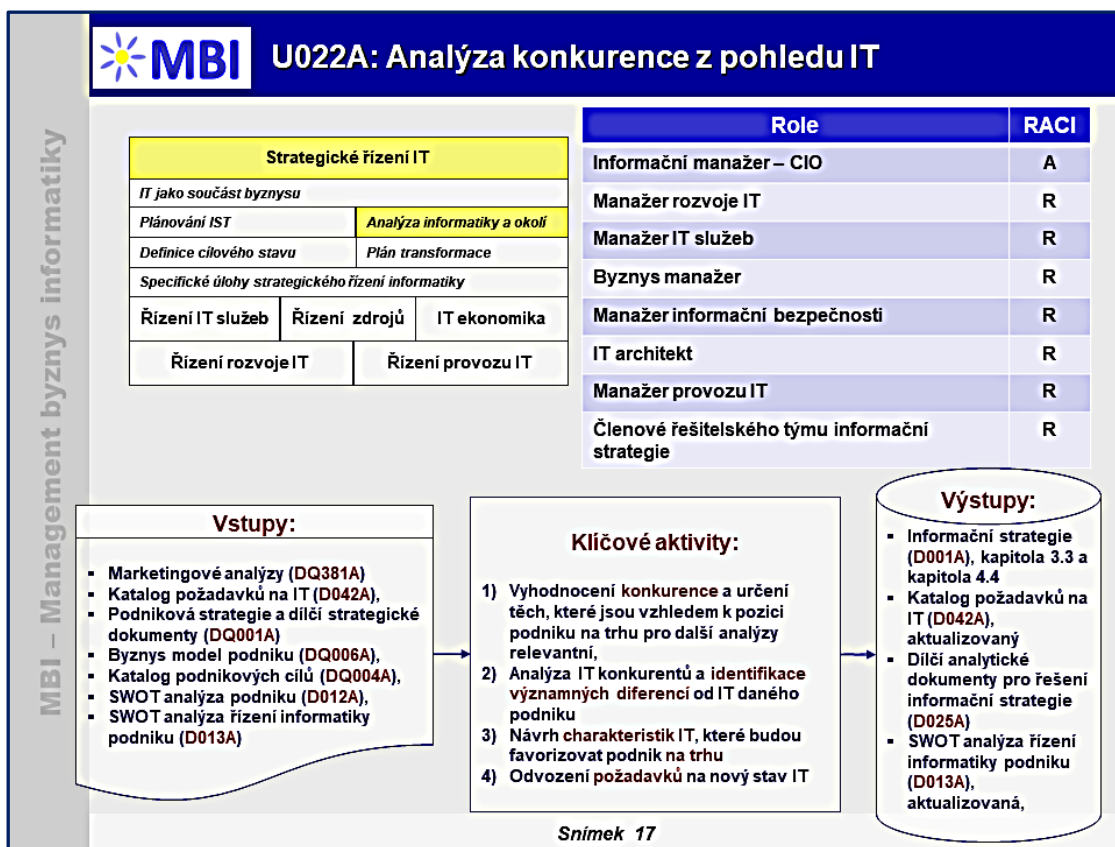 MBI
U022A: Analýza konkurence z pohledu IT
MBI – Management byznys informatiky
Strategické řízení IT
IT jako součást byznysu
Plánování IST
Analýza informatiky a okolí
Definice cílového stavu
Plán transformace
Specifické úlohy strategického řízení informatiky
Řízení IT služeb
Řízení zdrojů
IT ekonomika
Řízení rozvoje IT
Řízení provozu IT
Role RACI
Informační manažer – CIO A
Manažer rozvoje IT R
Manažer IT služeb R
Byznys manažer R
Manažer informační bezpečnosti R
IT architekt R
Manažer provozu IT R
Členové řešitelského týmu informační R
strategie
Vstupy:
▪ Marketingové analýzy (DQ381A)
▪ Katalog požadavků na IT (D042A),
▪ Podniková strategie a dílčí strategické
dokumenty (DQ001A)
▪ Byznys model podniku (DQ006A),
▪ Katalog podnikových cílů (DQ004A),
▪ SWOT analýza podniku (D012A),
▪ SWOT analýza řízení informatiky
podniku (D013A)
Klíčové aktivity:
1) Vyhodnocení konkurence a určení
těch, které jsou vzhledem k pozici
podniku na trhu pro další analýzy
relevantní,
2) Analýza IT konkurentů a identifikace
významných diferencí od IT daného
podniku
3) Návrh charakteristik IT, které budou
favorizovat podnik na trhu
4) Odvození požadavků na nový stav IT
Výstupy:
▪ Informační strategie
(D001A), kapitola 3.3 a
kapitola 4.4
▪ Katalog požadavků na
IT (D042A),
aktualizovaný
▪ Dílčí analytické
dokumenty pro řešení
informační strategie
(D025A)
▪ SWOT analýza řízení
informatiky podniku
(D013A),
aktualizovaná,
Snímek 17